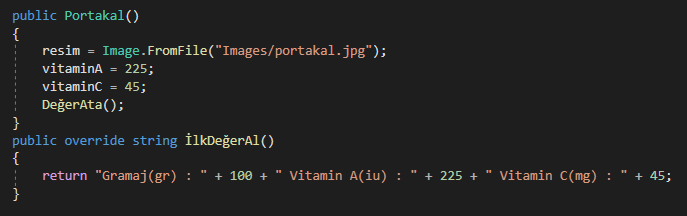 public Portakal()
{
resim = Image.FromFile("Images/portakal.jpg");
vitaminA = 225;
vitaminC = 45;
DeğerAta();
}
public override string İlkDeğerAl()
{
return "Gramaj(gr) : " + 100 + " Vitamin A(iu) : " + 225 + " Vitamin C(mg) : " + 45;
}